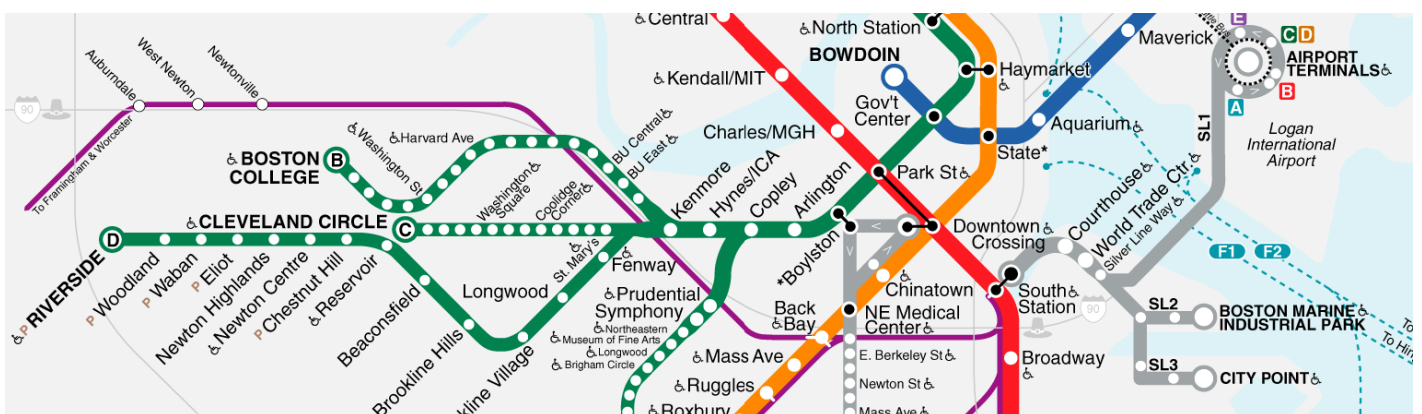 Central
North Station
BOWDOIN
Maverick
E
C D
AIRPORT
TERMINALS
B
A
Kendall/MIT
Haymarket
Gov't
Center
Charles/MGH
Aquarium
State*
SL1
Logan
International
Airport
Auburndale
West Newton
Newtonville
90
To Framingham & Worcester
BOSTON
COLLEGE
B
Washington St
Harvard Ave
BU Central
BU East
Washington
Square
Coolidge
Corner
St. Mary's
CLEVELAND CIRCLE
C
Kenmore
Hynes/ICA
Copley
Arlington
Park St
Downtown
Crossing
*Boylston
Courthouse
World Trade Ctr.
Silver Line Way
F1
F2
D
RIVERSIDE
P
P Woodland
P Waban
P Eliot
Newton Highlands
Newton Centre
P Chestnut Hill
Reservoir
Beaconsfield
Brookline Hills
kline Village
Longwood
Fenway
Prudential
Symphony
Northeastern
Museum of Fine Arts
Longwood
Brigham Circle
Back
Bay
Chinatown
NE Medical
Center
South
Station
90
SL2
BOSTON MARINE
INDUSTRIAL PARK
SL3
CITY POINT
Mass Ave
Ruggles
Roxbury
E. Berkeley St
Newton St
Mass Ave
Broadway
To
To Hin